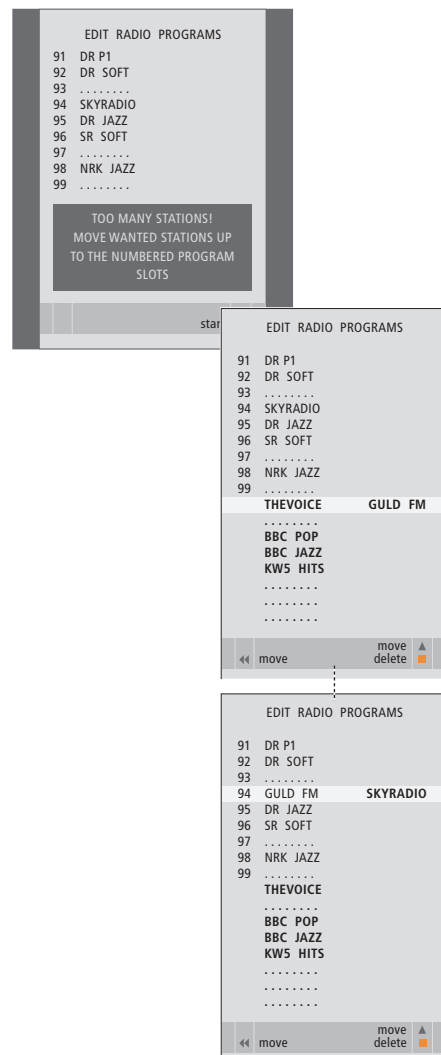 EDIT RADIO PROGRAMS
91 DR P1
92 DR SOFT
93 ........
94 SKYRADIO
95 DR JAZZ
96 SR SOFT
97 ........
98 NRK JAZZ
99 ........
TOO MANY STATIONS!
MOVE WANTED STATIONS UP
TO THE NUMBERED PROGRAM
SLOTS
EDIT RADIO PROGRAMS
91 DR P1
92 DR SOFT
93 ........
94 SKYRADIO
95 DR JAZZ
96 SR SOFT
97 ........
98 NRK JAZZ
99 ........
THEVOICE GULD FM
........
BBC POP
BBC JAZZ
KW5 HITS
........
........
........
move
move delete
EDIT RADIO PROGRAMS
91 DR P1
92 DR SOFT
93 ........
94 GULD FM SKYRADIO
95 DR JAZZ
96 SR SOFT
97 ........
98 NRK JAZZ
99 ........
THEVOICE
........
BBC POP
BBC JAZZ
KW5 HITS
........
........
........
move
move delete